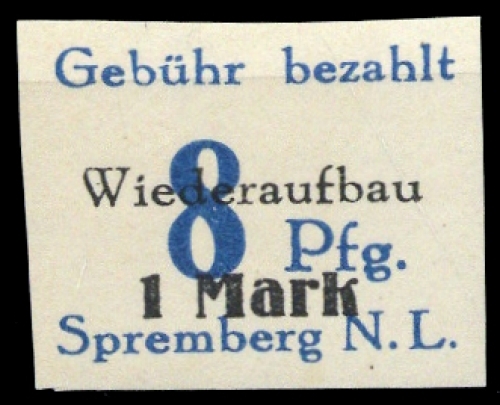 Gebühr bezahlt
Wiederaufbau
8 Pfg.
1 Mark
Spremberg N.L.